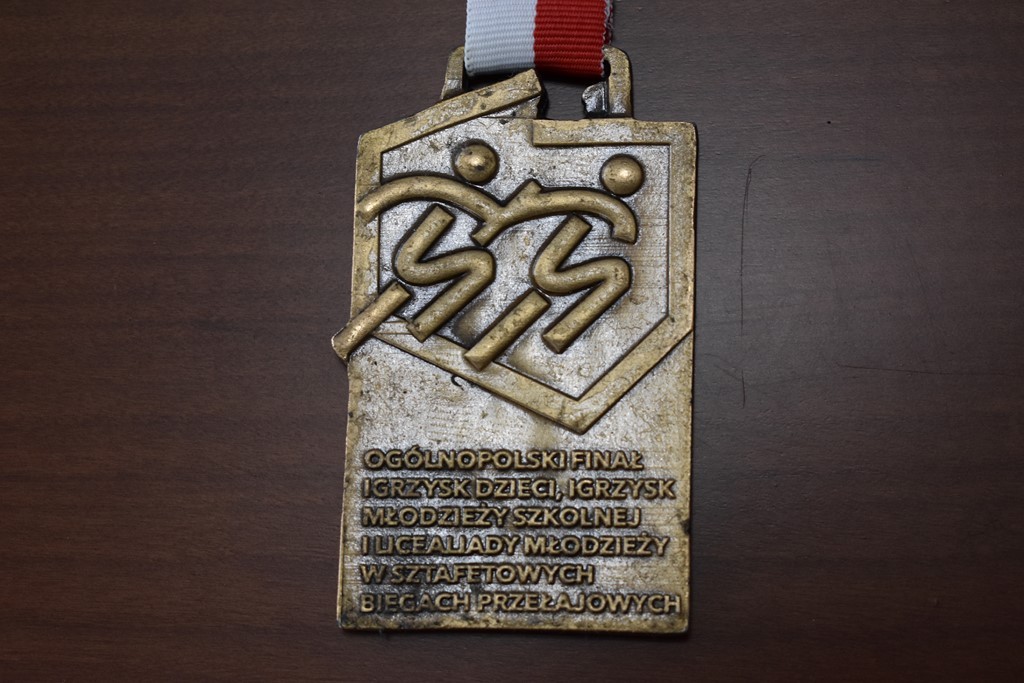 OGÓLNOPOLSKI FINAŁ
IGRZYSK DZIECI, IGRZYSK
MŁODZIEŻY SZKOLNEJ
I LICEALIADY MŁODZIEŻY
W SZTAFETOWYCH
BIEGACH PRZEŁAJOWYCH